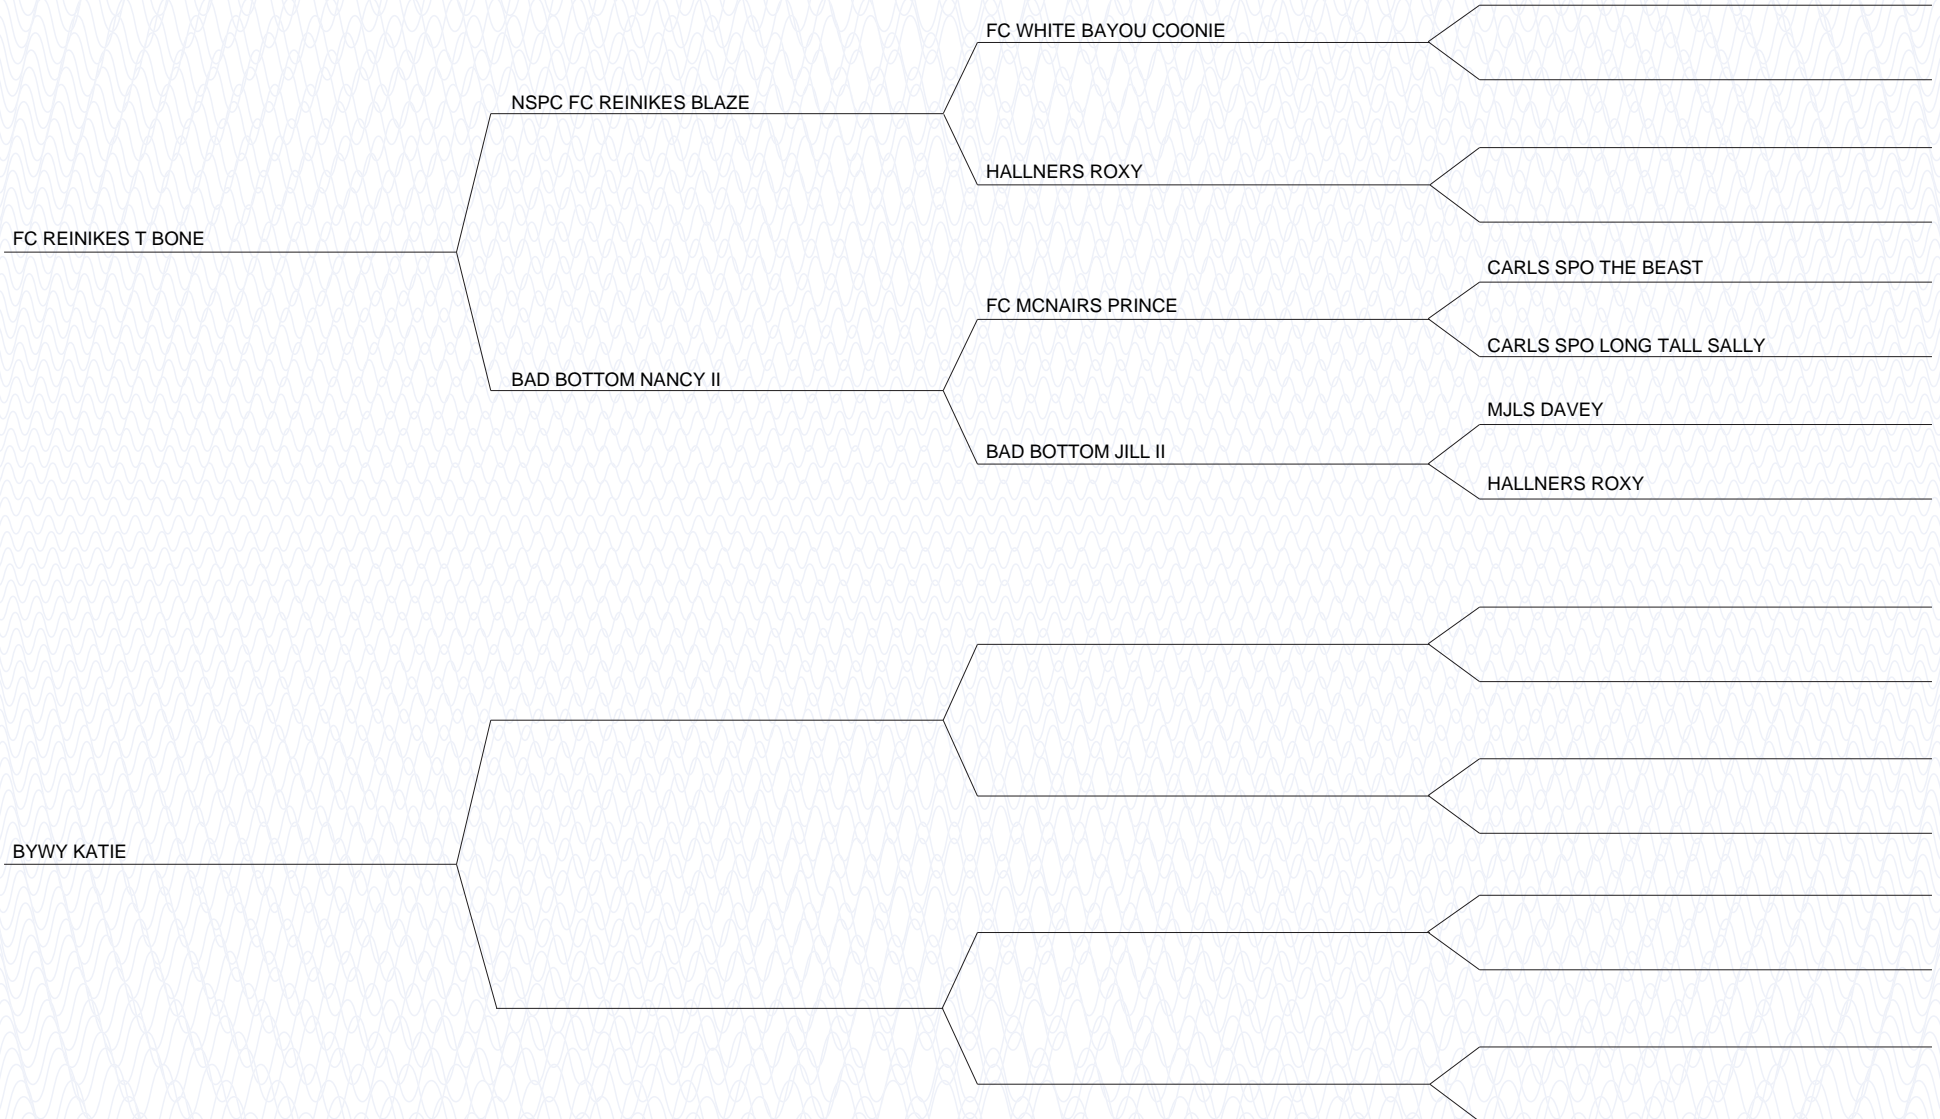 FC WHITE BAYOU COONIE
NSPC FC REINIKES BLAZE
HALLNERS ROXY
FC REINIKES T BONE
CARLS SPO THE BEAST
FC MCNAIRS PRINCE
CARLS SPO LONG TALL SALLY
BAD BOTTOM NANCY II
MJLS DAVEY
BAD BOTTOM JILL II
HALLNERS ROXY
BYWY KATIE